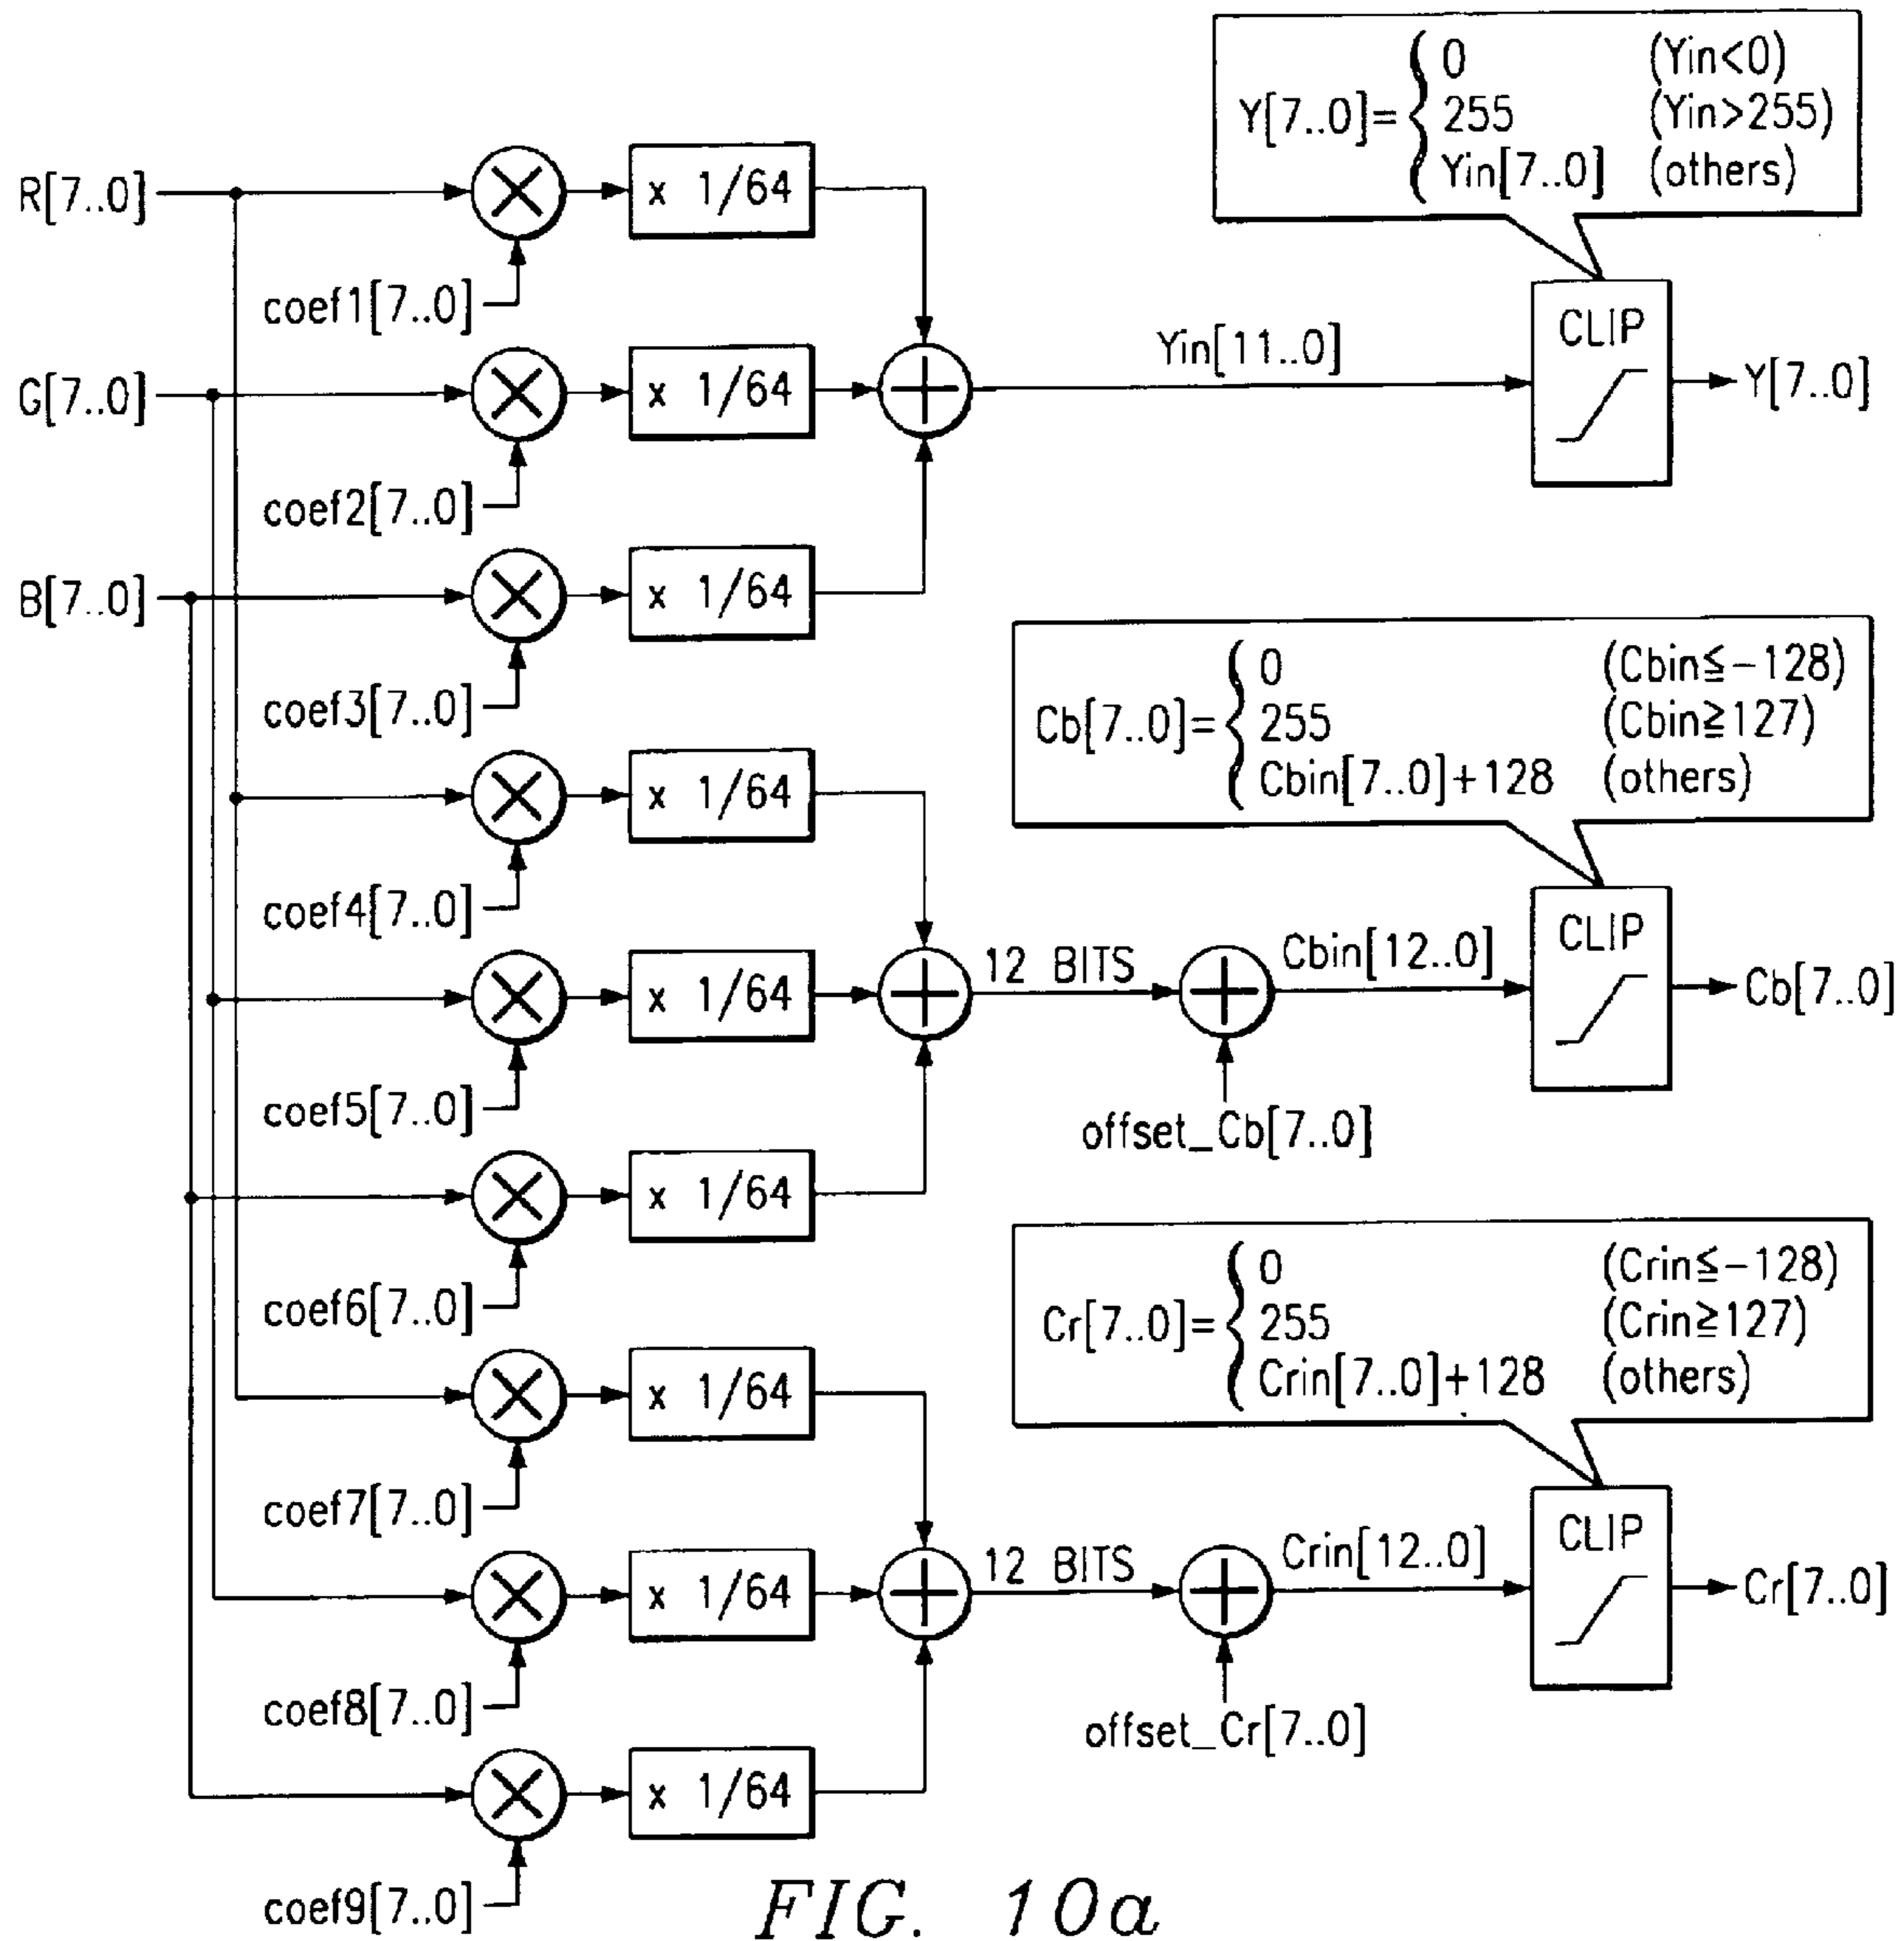 Y[7..0]= { 0 (Yin<0)
255 (Yin>255)
Yin[7..0] (others)
R[7..0]
x 1/64
coef1[7..0]
CLIP
Yin[11..0]
Y[7..0]
G[7..0]
x 1/64
coef2[7..0]
B[7..0]
x 1/64
coef3[7..0]
Cb[7..0]= { 0 (Cbin≦-128)
255 (Cbin≧127)
Cbin[7..0]+128 (others)
x 1/64
coef4[7..0]
CLIP
12 BITS
Cbin[12..0]
Cb[7..0]
x 1/64
coef5[7..0]
offset_Cb[7..0]
x 1/64
coef6[7..0]
Cr[7..0]= { 0 (Crin≦-128)
255 (Crin≧127)
Crin[7..0]+128 (others)
x 1/64
coef7[7..0]
CLIP
12 BITS
Crin[12..0]
Cr[7..0]
x 1/64
coef8[7..0]
offset_Cr[7..0]
x 1/64
coef9[7..0]
FIG. 10a